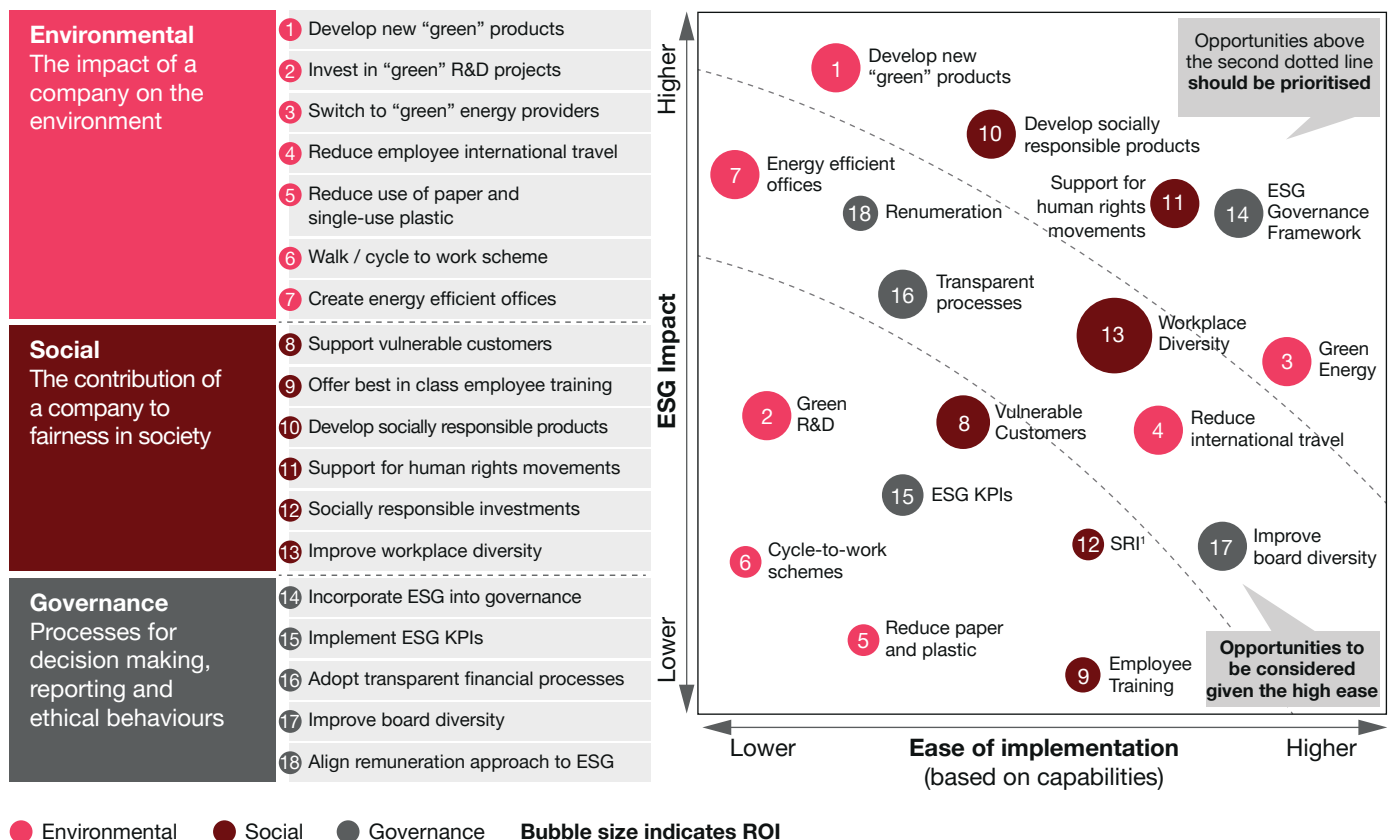 Environmental
The impact of a
company on the
environment
1 Develop new “green” products
2 Invest in “green” R&D projects
3 Switch to “green” energy providers
4 Reduce employee international travel
5 Reduce use of paper and
single-use plastic
6 Walk / cycle to work scheme
7 Create energy efficient offices
Social
The contribution of
a company to
fairness in society
8 Support vulnerable customers
9 Offer best in class employee training
10 Develop socially responsible products
11 Support for human rights movements
12 Socially responsible investments
13 Improve workplace diversity
Governance
Processes for
decision making,
reporting and
ethical behaviours
14 Incorporate ESG into governance
15 Implement ESG KPIs
16 Adopt transparent financial processes
17 Improve board diversity
18 Align remuneration approach to ESG
Higher
ESG Impact
Lower
Opportunities above
the second dotted line
should be prioritised
1 Develop new
“green” products
10 Develop socially
responsible products
7 Energy efficient
offices
18 Renumeration
Support for
human rights
movements
11
14 ESG
Governance
Framework
16 Transparent
processes
13 Workplace
Diversity
3 Green
Energy
2 Green
R&D
8 Vulnerable
Customers
4 Reduce
international travel
15 ESG KPIs
6 Cycle-to-work
schemes
12 SRI¹
17 Improve
board diversity
5 Reduce paper
and plastic
9 Employee
Training
Opportunities to
be considered
given the high ease
Lower
Ease of implementation
(based on capabilities)
Higher
Environmental
Social
Governance
Bubble size indicates ROI